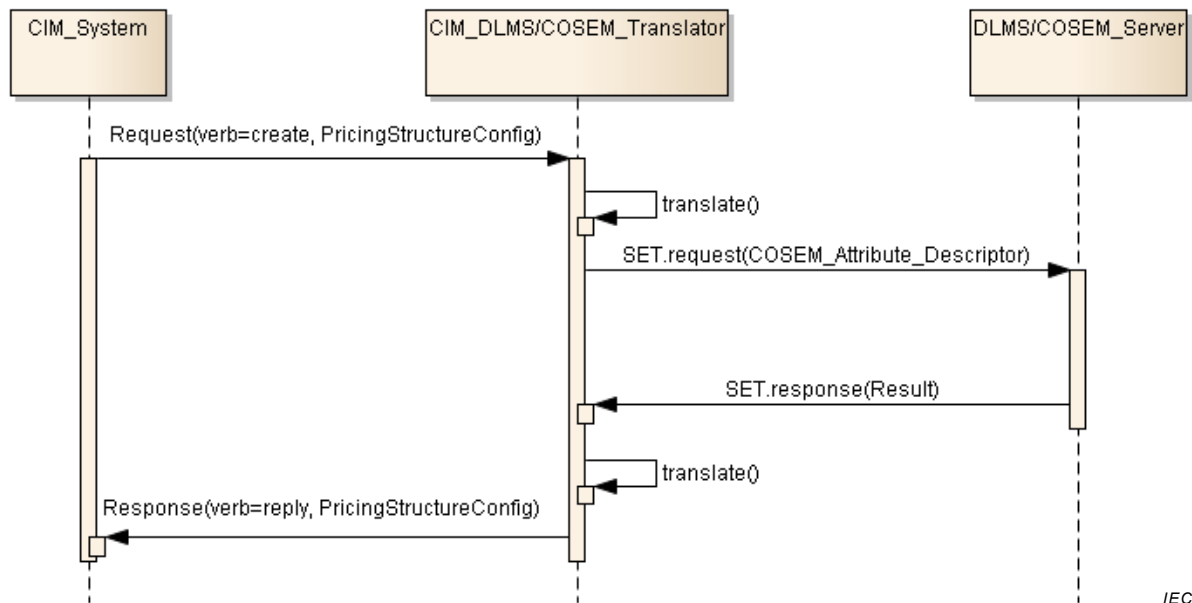 CIM_System
CIM_DLMS/COSEM_Translator
DLMS/COSEM_Server
Request(verb=create, PricingStructureConfig)
translate()
SET.request(COSEM_Attribute_Descriptor)
SET.response(Result)
translate()
Response(verb=reply, PricingStructureConfig)
IEC